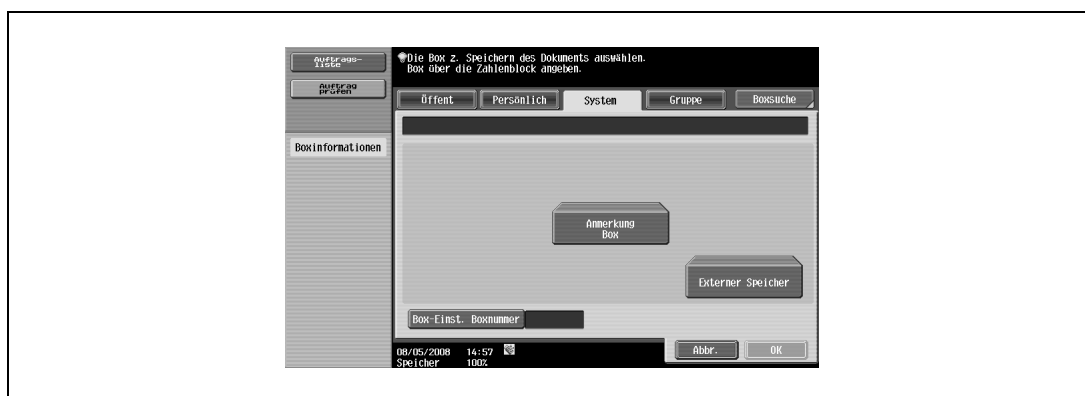 Auftrags-
liste
Auftrag
prüfen
Boxinformationen
Die Box z. Speichern des Dokuments auswählen.
Box über die Zahlenblock angeben.
Öffent
Persönlich
System
Gruppe
Boxsuche
Anmerkung
Box
Externer Speicher
Box-Einst. Boxnummer
08/05/2008 14:57
Speicher 100%
Abbr.
OK